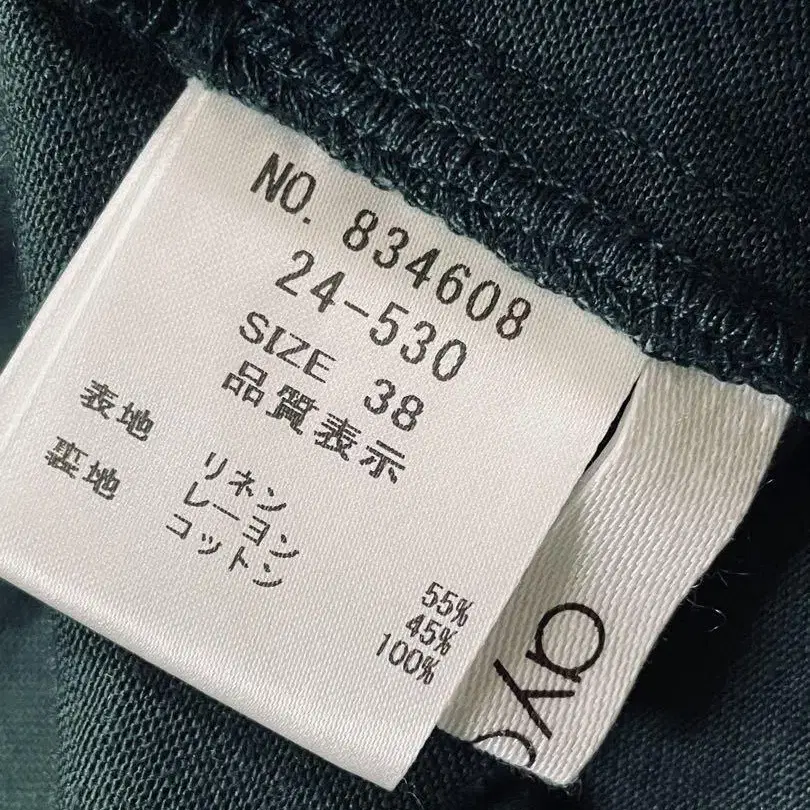 NO. 834608
24-530
SIZE 38
品質表示
表地 リネン 55%
レーヨン 45%
裏地 コットン 100%
ayc